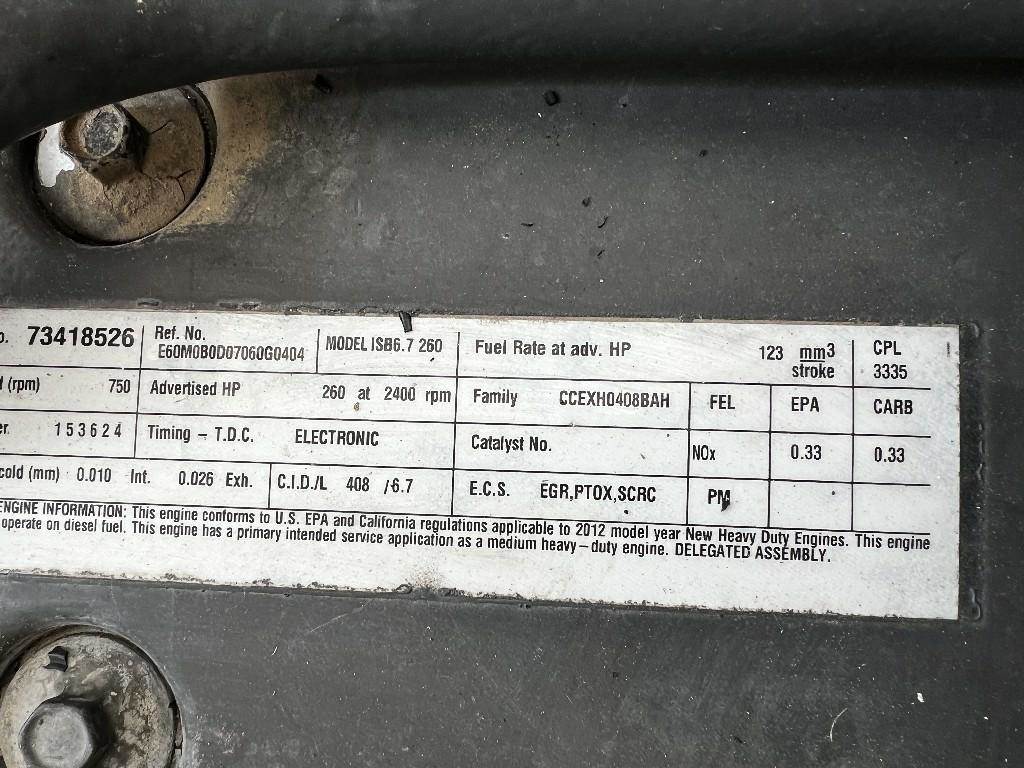 o. 73418526 Ref. No. E60M0B0D07060G0404 MODEL ISB6.7 260 Fuel Rate at adv. HP 123 mm3 stroke CPL 3335
(rpm) 750 Advertised HP 260 at 2400 rpm Family CCEXH0408BAH FEL EPA CARB
er. 153624 Timing – T.D.C. ELECTRONIC Catalyst No. NOx 0.33 0.33
cold (mm) 0.010 Int. 0.026 Exh. C.I.D./L 408 /6.7 E.C.S. EGR,PTOX,SCRC PM
ENGINE INFORMATION: This engine conforms to U.S. EPA and California regulations applicable to 2012 model year New Heavy Duty Engines. This engine
operate on diesel fuel. This engine has a primary intended service application as a medium heavy–duty engine. DELEGATED ASSEMBLY.